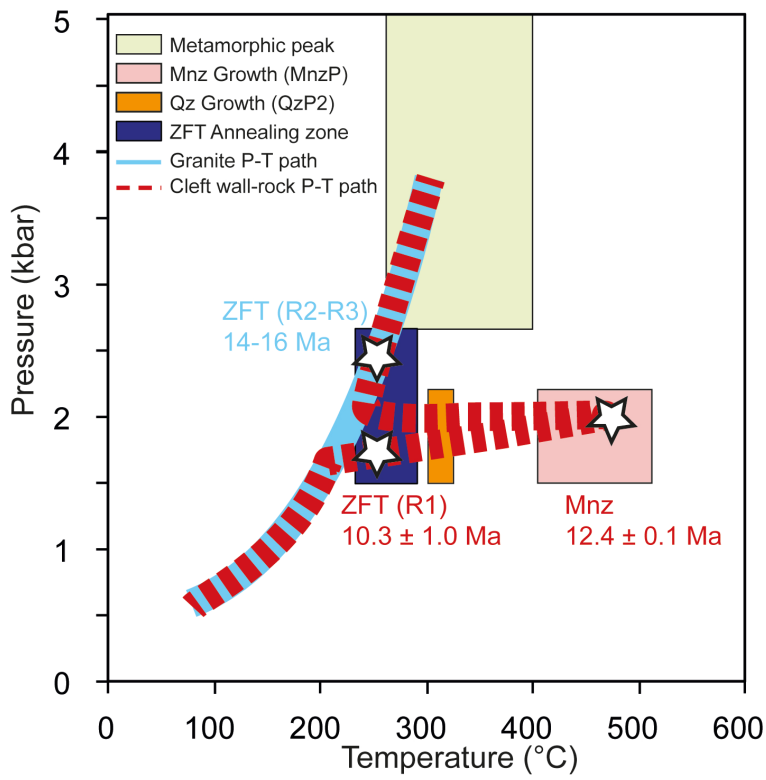 5
4
3
2
1
0
Pressure (kbar)
Metamorphic peak
Mnz Growth (MnzP)
Qz Growth (QzP2)
ZFT Annealing zone
Granite P-T path
Cleft wall-rock P-T path
ZFT (R2-R3)
14-16 Ma
ZFT (R1)
10.3 ± 1.0 Ma
Mnz
12.4 ± 0.1 Ma
0 100 200 300 400 500 600
Temperature (°C)